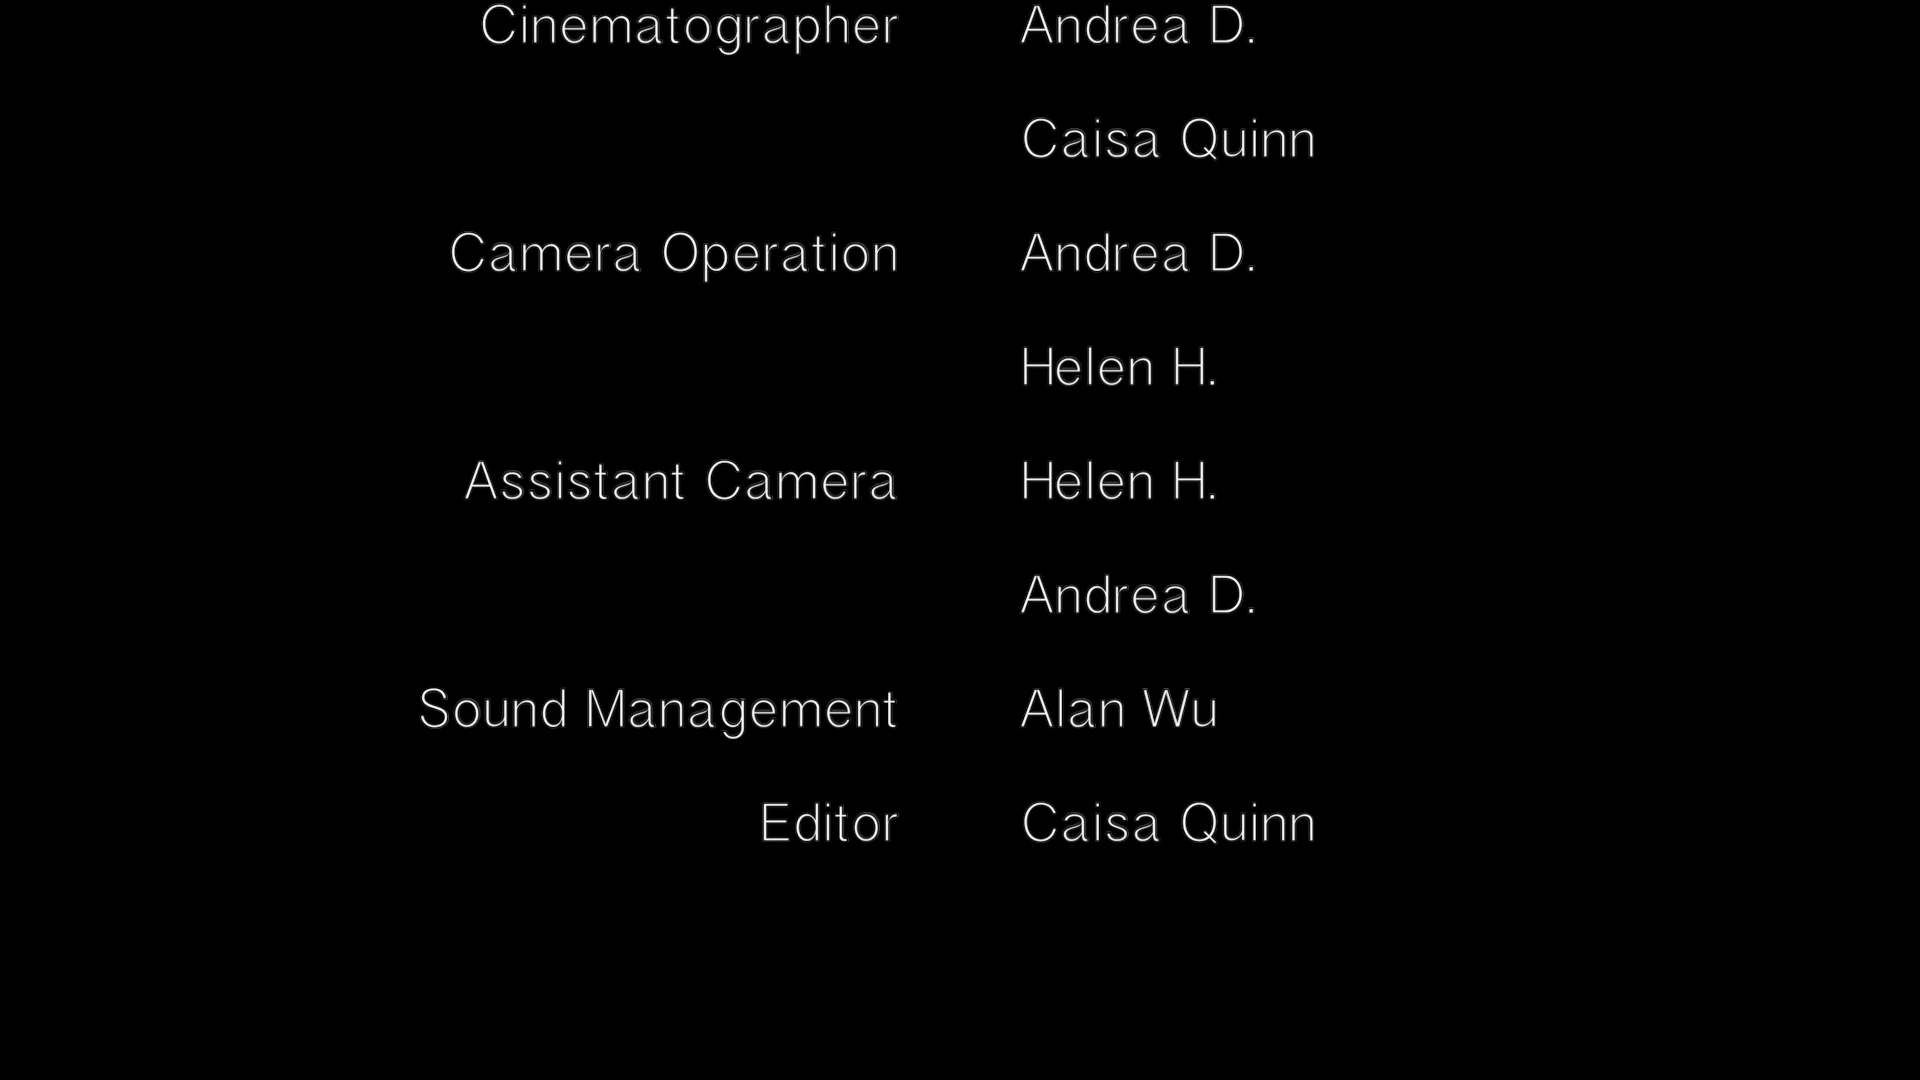 Cinematographer Andrea D.
Caisa Quinn
Camera Operation Andrea D.
Helen H.
Assistant Camera Helen H.
Andrea D.
Sound Management Alan Wu
Editor Caisa Quinn